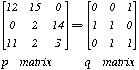 [12 15 0] = [0 0 1]
[0 2 14] [1 1 0]
[11 2 3] [0 1 1]
p matrix q matrix